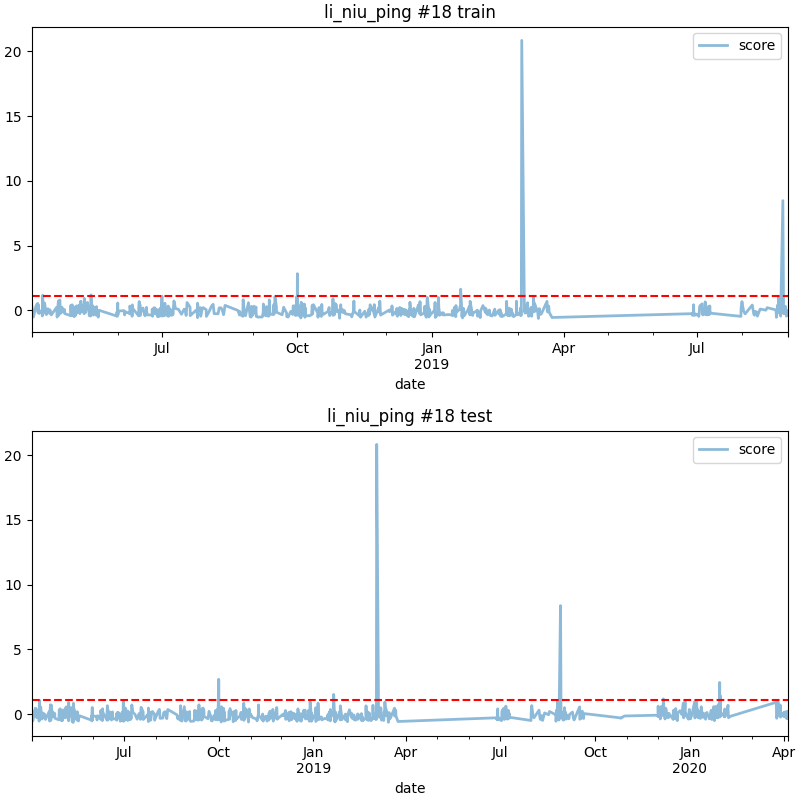 li_niu_ping #18 train
score
20
15
10
5
0
Jul Oct Jan Apr Jul
2019
date
li_niu_ping #18 test
score
20
15
10
5
0
Jul Oct Jan Apr Jul Oct Jan Apr
2019 2020
date